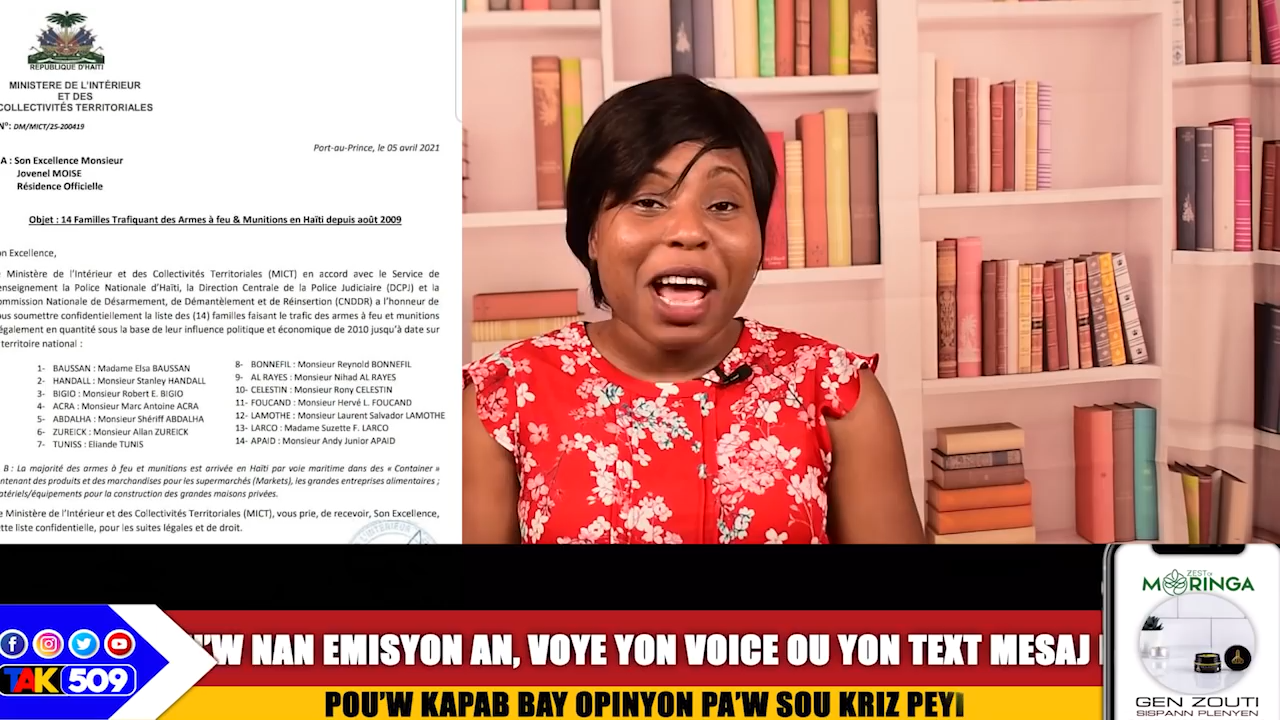 REPUBLIQUE D'HAITI
MINISTERE DE L'INTÉRIEUR
ET DES
COLLECTIVITÉS TERRITORIALES
N°: DM/MICT/25-200419
Port-au-Prince, le 05 avril 2021
A : Son Excellence Monsieur
Jovenel MOISE
Résidence Officielle
Objet : 14 Familles Trafiquant des Armes à feu & Munitions en Haïti depuis août 2009
on Excellence,
Ministère de l'Intérieur et des Collectivités Territoriales (MICT) en accord avec le Service de
enseignement la Police Nationale d'Haïti, la Direction Centrale de la Police Judiciaire (DCPJ) et la
ommission Nationale de Désarmement, de Démantèlement et de Réinsertion (CNDDR) a l'honneur de
ous soumettre confidentiellement la liste des (14) familles faisant le trafic des armes à feu et munitions
également en quantité sous la base de leur influence politique et économique de 2010 jusqu'à date sur
territoire national :
1- BAUSSAN : Madame Elsa BAUSSAN
2- HANDALL : Monsieur Stanley HANDALL
3- BIGIO : Monsieur Robert E. BIGIO
4- ACRA : Monsieur Marc Antoine ACRA
5- ABDALHA : Monsieur Shériff ABDALHA
6- ZUREICK : Monsieur Allan ZUREICK
7- TUNISS : Eliande TUNIS
8- BONNEFIL : Monsieur Reynold BONNEFIL
9- AL RAYES : Monsieur Nihad AL RAYES
10- CELESTIN : Monsieur Rony CELESTIN
11- FOUCAND : Monsieur Hervé L. FOUCAND
12- LAMOTHE : Monsieur Laurent Salvador LAMOTHE
13- LARCO : Madame Suzette F. LARCO
14- APAID : Monsieur Andy Junior APAID
B : La majorité des armes à feu et munitions est arrivée en Haïti par voie maritime dans des « Container »
ntenant des produits et des marchandises pour les supermarchés (Markets), les grandes entreprises alimentaires ;
atériels/équipements pour la construction des grandes maisons privées.
e Ministère de l'Intérieur et des Collectivités Territoriales (MICT), vous prie, de recevoir, Son Excellence,
ette liste confidentielle, pour les suites légales et de droit.
'W NAN EMISYON AN, VOYE YON VOICE OU YON TEXT MESAJ
POU'W KAPAB BAY OPINYON PA'W SOU KRIZ PEYI
TAK 509
ZEST OF
MORINGA
GEN ZOUTI
SISPANN PLENYEN